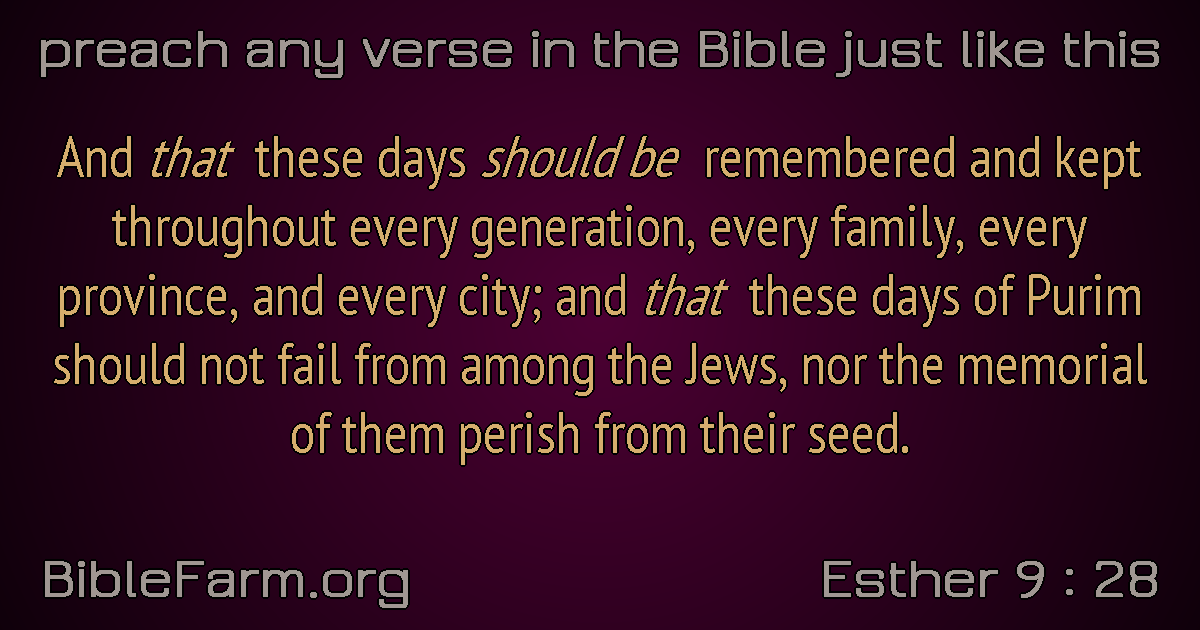 preach any verse in the Bible just like this
And that these days should be remembered and kept
throughout every generation, every family, every
province, and every city; and that these days of Purim
should not fail from among the Jews, nor the memorial
of them perish from their seed.
BibleFarm.org
Esther 9 : 28